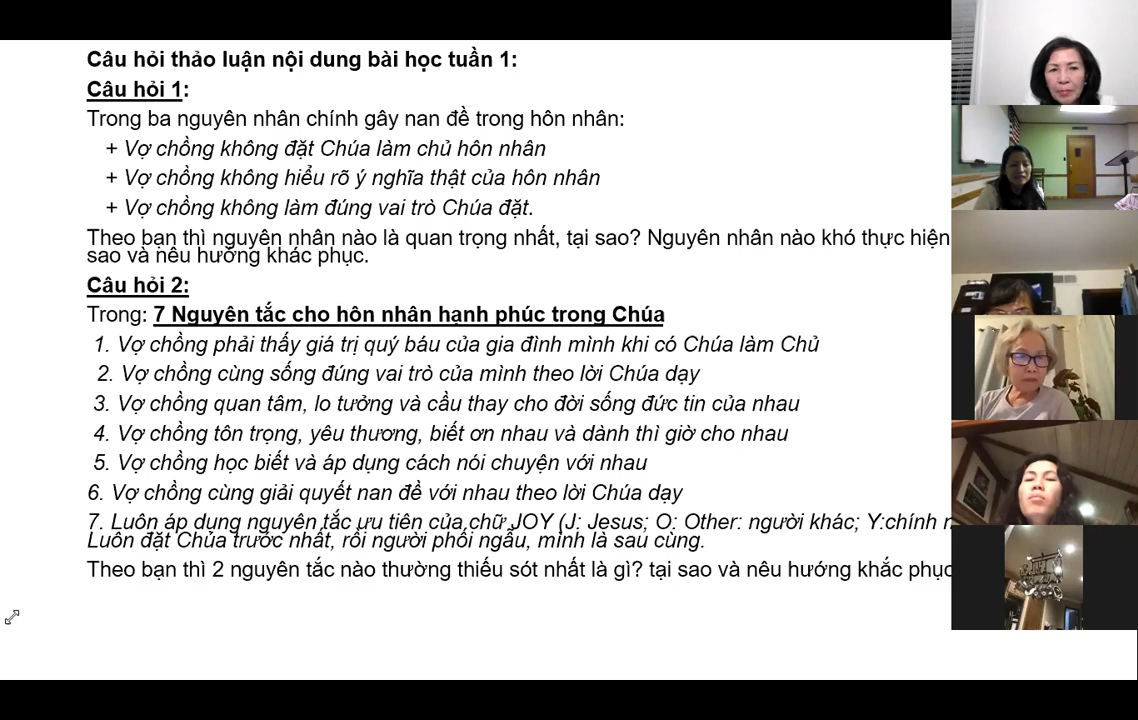 Câu hỏi thảo luận nội dung bài học tuần 1:
Câu hỏi 1:
Trong ba nguyên nhân chính gây nan đề trong hôn nhân:
+ Vợ chồng không đặt Chúa làm chủ hôn nhân
+ Vợ chồng không hiểu rõ ý nghĩa thật của hôn nhân
+ Vợ chồng không làm đúng vai trò Chúa đặt.
Theo bạn thì nguyên nhân nào là quan trọng nhất, tại sao? Nguyên nhân nào khó thực hiện
sao và nêu hướng khác phục.
Câu hỏi 2:
Trong: 7 Nguyên tắc cho hôn nhân hạnh phúc trong Chúa
1. Vợ chồng phải thấy giá trị quý báu của gia đình mình khi có Chúa làm Chủ
2. Vợ chồng cùng sống đúng vai trò của mình theo lời Chúa dạy
3. Vợ chồng quan tâm, lo tưởng và cầu thay cho đời sống đức tin của nhau
4. Vợ chồng tôn trọng, yêu thương, biết ơn nhau và dành thì giờ cho nhau
5. Vợ chồng học biết và áp dụng cách nói chuyện với nhau
6. Vợ chồng cùng giải quyết nan đề với nhau theo lời Chúa dạy
7. Luôn áp dụng nguyên tắc ưu tiên của chữ JOY (J: Jesus; O: Other: người khác; Y:chính
Luôn đặt Chúa trước nhất, rồi người phối ngẫu, mình là sau cùng.
Theo bạn thì 2 nguyên tắc nào thường thiếu sót nhất là gì? tại sao và nêu hướng khắc phục